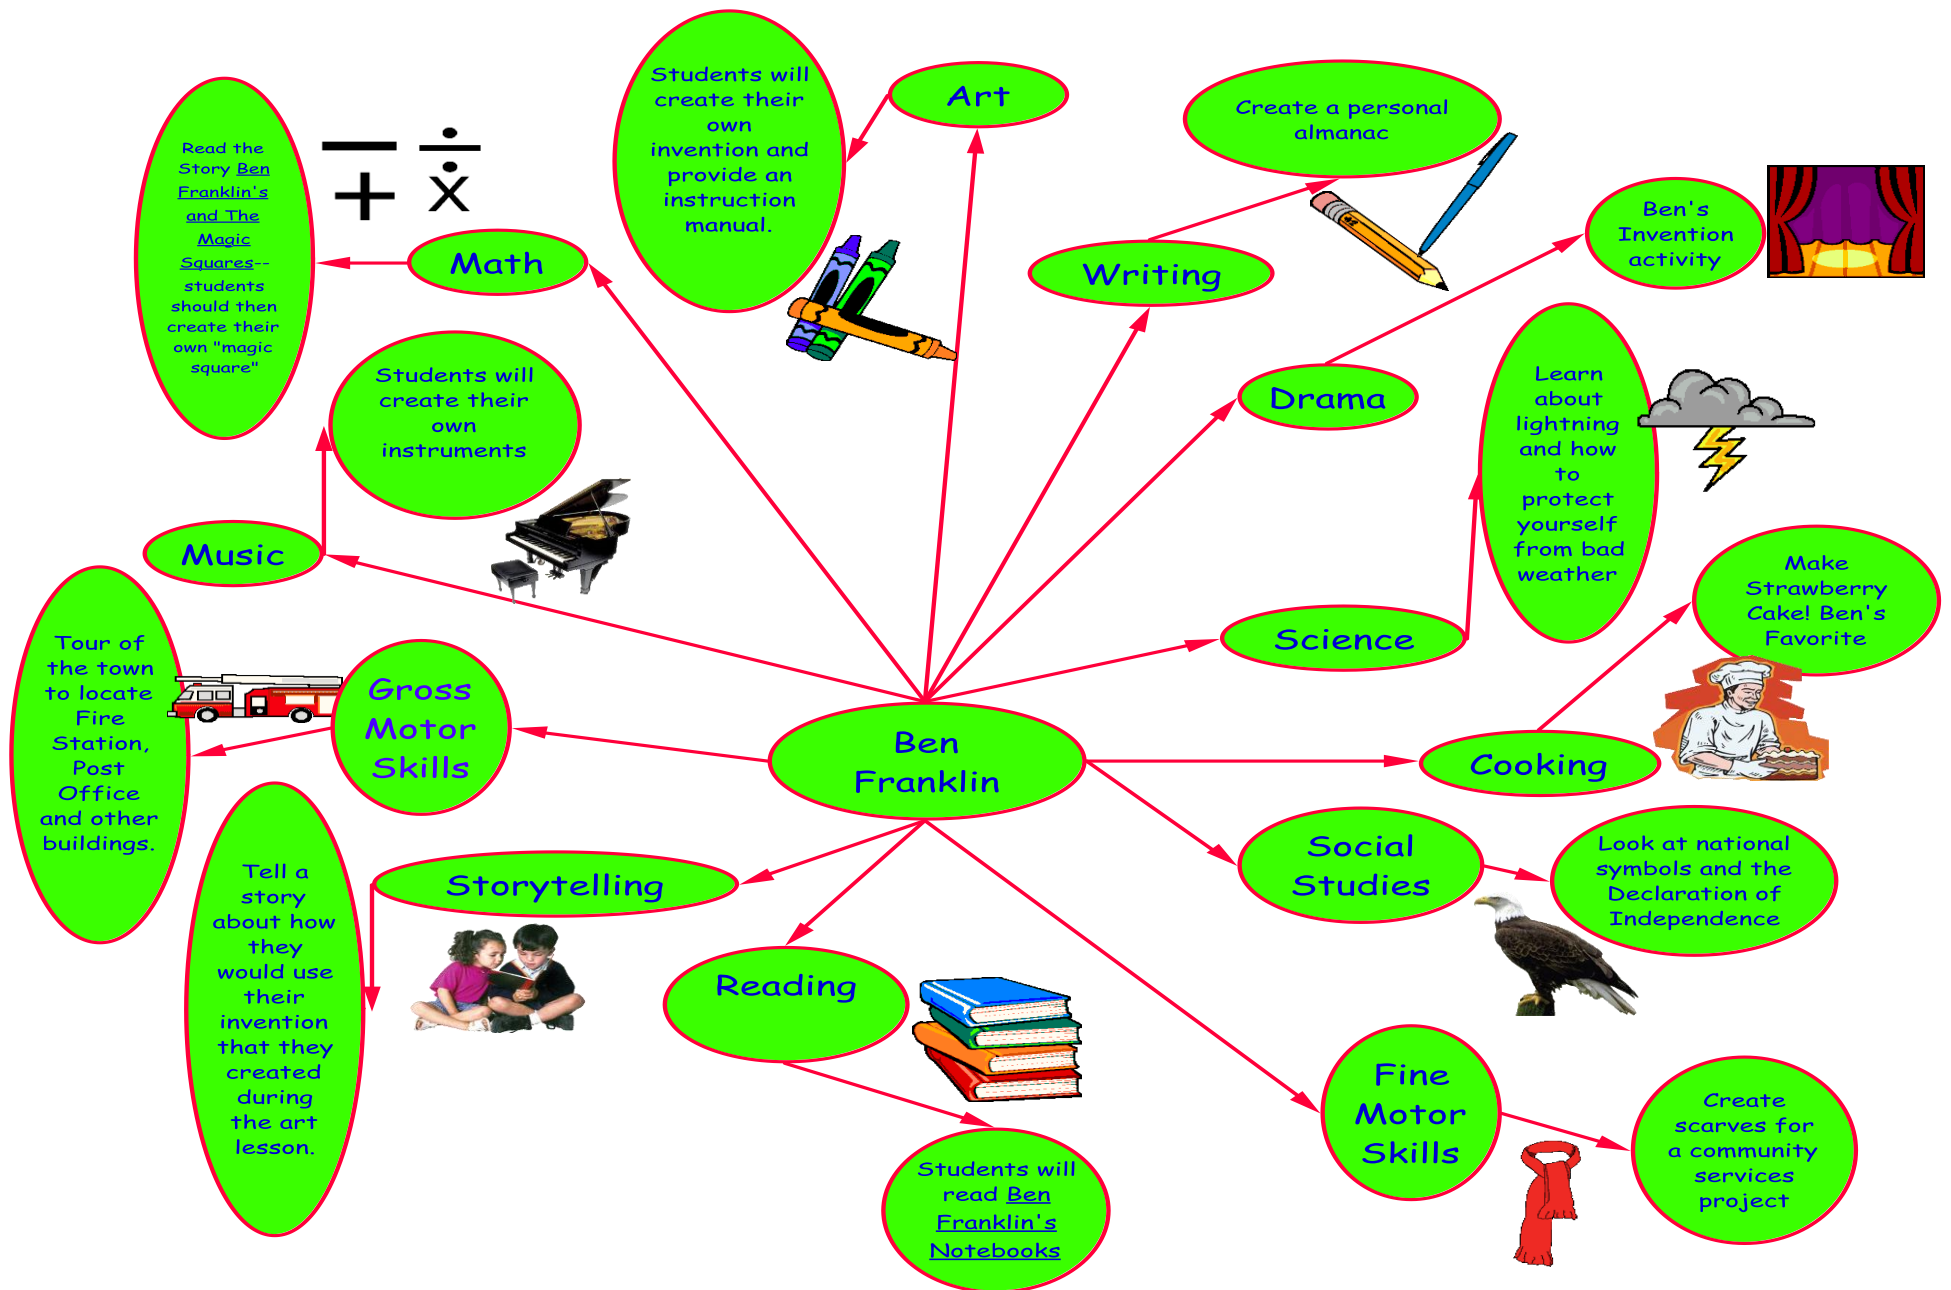 Students will
create their
own
invention and
provide an
instruction
manual.
Art
Create a personal
almanac
Read the
Story Ben
Franklin's
and The
Magic
Squares--
students
should then
create their
own "magic
square"
Math
Writing
Ben's
Invention
activity
Students will
create their
own
instruments
Drama
Learn
about
lightning
and how
to
protect
yourself
from bad
weather
Music
Science
Make
Strawberry
Cake! Ben's
Favorite
Tour of
the town
to locate
Fire
Station,
Post
Office
and other
buildings.
Gross
Motor
Skills
Ben
Franklin
Cooking
Social
Studies
Look at national
symbols and the
Declaration of
Independence
Tell a
story
about how
they
would use
their
invention
that they
created
during
the art
lesson.
Storytelling
Reading
Students will
read Ben
Franklin's
Notebooks
Fine
Motor
Skills
Create
scarves for
a community
services
project